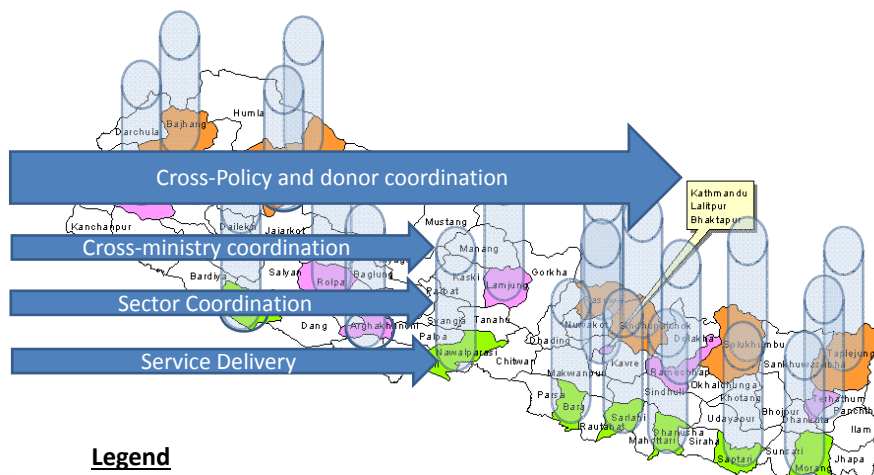 Humla
Darchula
Bajhang
Cross-Policy and donor coordination
Kathmandu
Lalitpur
Bhaktapur
Kanchanpur
Dailekh
Jajarkot
Mustang
Cross-ministry coordination
Manang
Bardiya
Salyan
Rolpa
Baglung
Kaski
Lamjung
Gorkha
Sector Coordination
Parbat
Syangja
Tanahu
Dang
Arghakhanchi
Palpa
Nawalparasi
Chitwan
Service Delivery
Nuwakot
Sindhupalchok
Dhading
Dolakha
Kavre
Ramechhap
Makwanpur
Sindhuli
Solukhumbu
Sankhuwasabha
Taplejung
Okhaldhunga
Khotang
Terhathum
Panchth
Parsa
Bara
Rautahat
Sarlahi
Mahottari
Dhanusha
Siraha
Udayapur
Bhojpur
Dhankuta
Ilam
Saptari
Sunsari
Morang
Jhapa
Legend